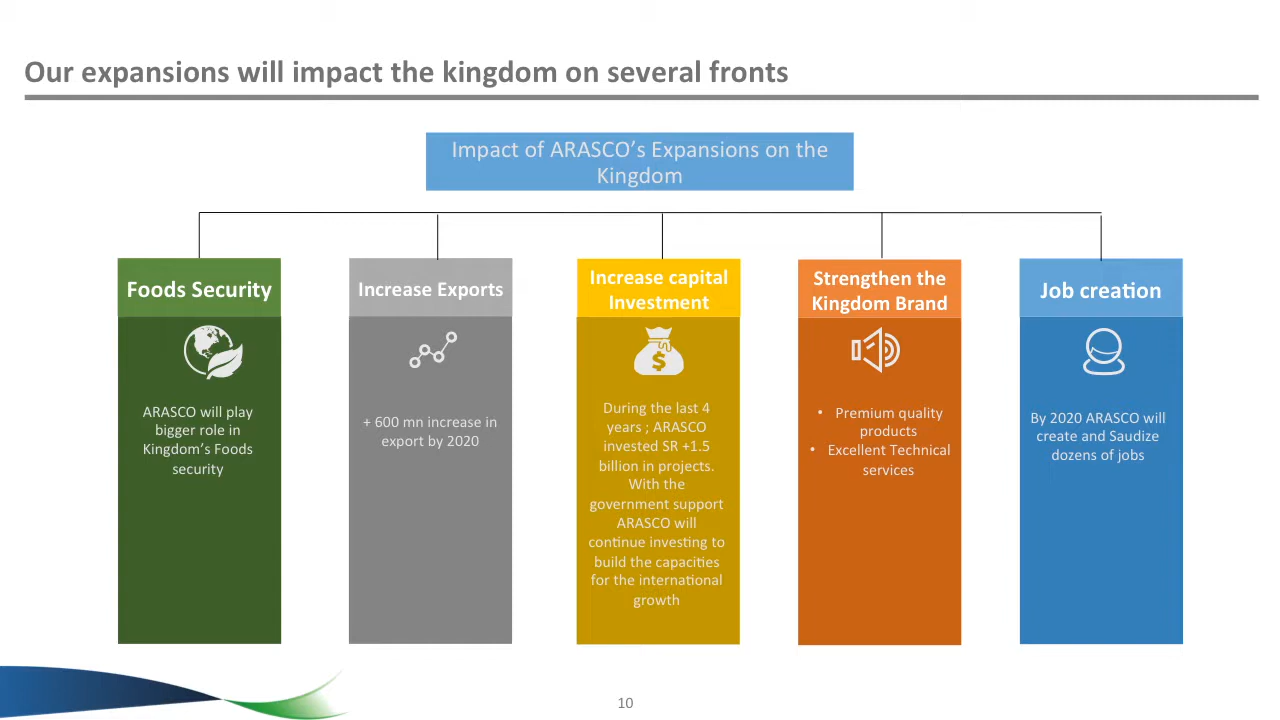 Our expansions will impact the kingdom on several fronts
Impact of ARASCO’s Expansions on the
Kingdom
Foods Security
ARASCO will play
bigger role in
Kingdom’s Foods
security
Increase Exports
+ 600 mn increase in
export by 2020
Increase capital
Investment
$
During the last 4
years ; ARASCO
invested SR +1.5
billion in projects.
With the
government support
ARASCO will
continue investing to
build the capacities
for the international
growth
Strengthen the
Kingdom Brand
• Premium quality
products
• Excellent Technical
services
Job creation
By 2020 ARASCO will
create and Saudize
dozens of jobs
10